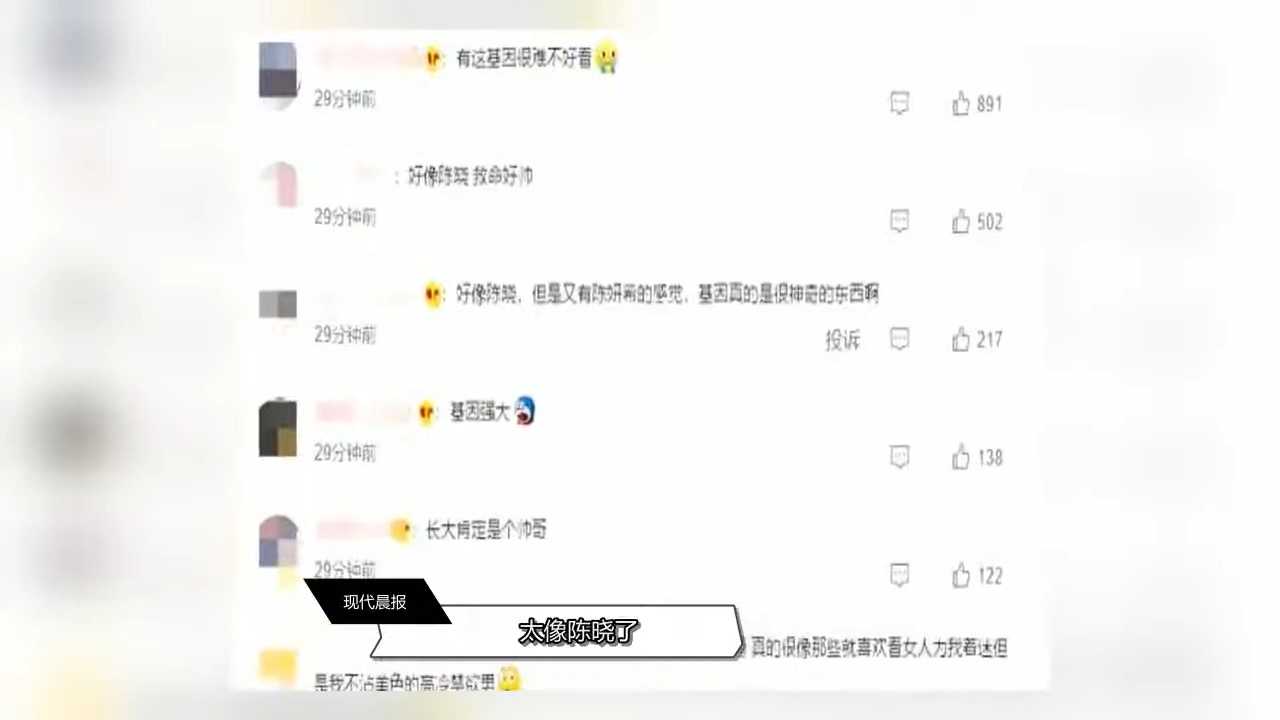 有这基因很难不好看
29分钟前
891
：好像陈晓 救命好帅
29分钟前
502
：好像陈晓，但是又有陈妍希的感觉，基因真的是很神奇的东西啊
29分钟前
投诉
217
：基因强大
29分钟前
138
长大肯定是个帅哥
29分钟前
122
现代晨报
太像陈晓了
真的很像那些就喜欢看女人为我着迷但
是我不沾美色的高冷禁欲男